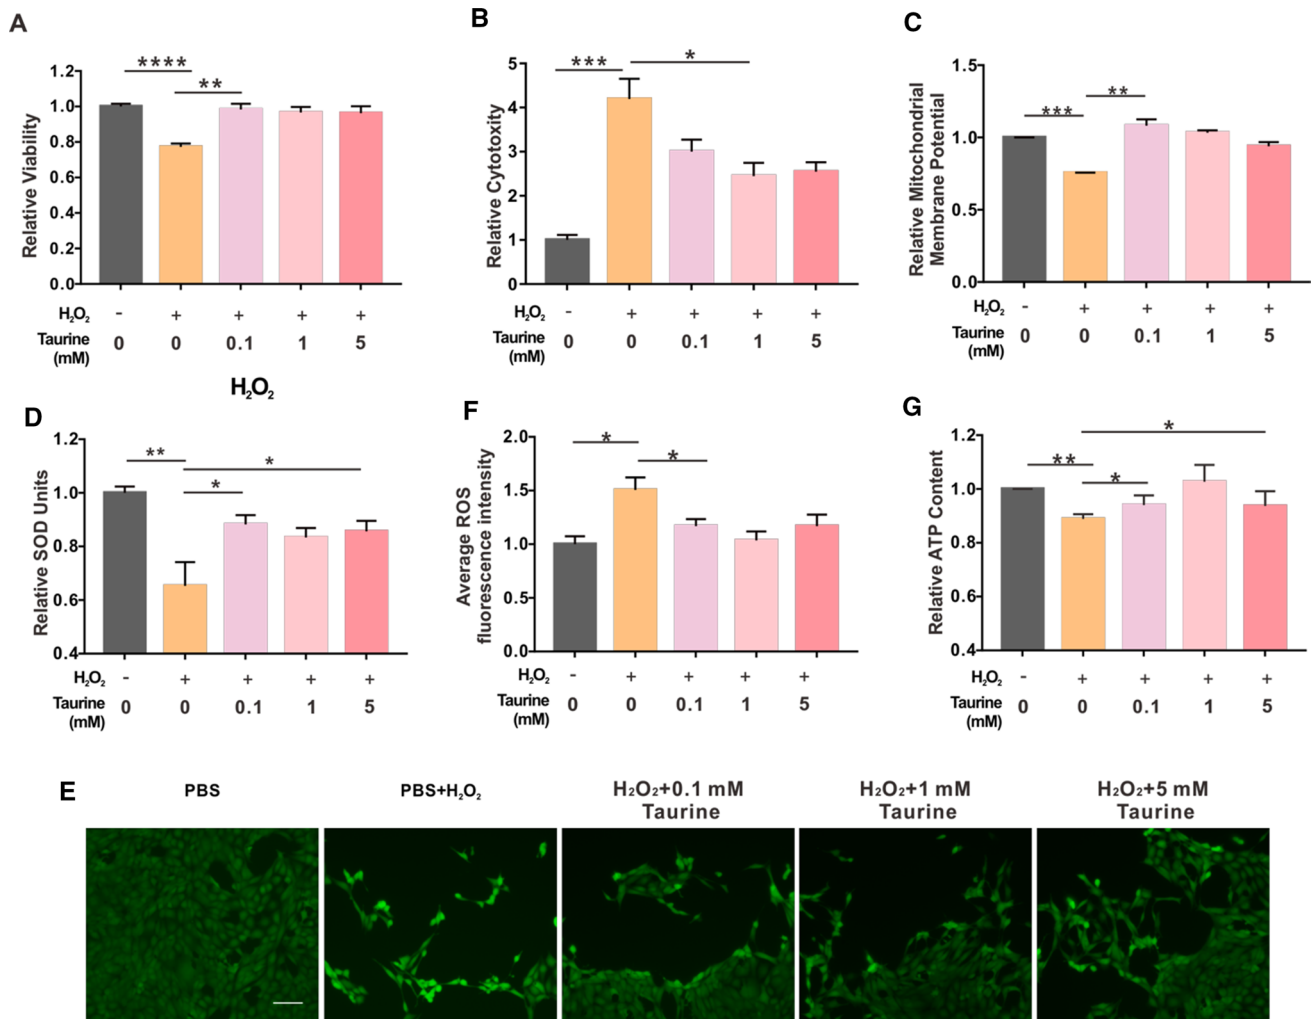 A
Relative Viability
1.2
1.0
0.8
0.6
0.4
0.2
0.0
****
**
H₂O₂ - + + + +
Taurine (mM) 0 0 0.1 1 5
B
Relative Cytotoxity
5
4
3
2
1
0
***
*
H₂O₂ - + + + +
Taurine (mM) 0 0 0.1 1 5
C
Relative Mitochondrial
Membrane Potential
1.5
1.0
0.5
0.0
***
**
H₂O₂ - + + + +
Taurine (mM) 0 0 0.1 1 5
H₂O₂
D
Relative SOD Units
1.2
1.0
0.8
0.6
0.4
**
*
*
H₂O₂ - + + + +
Taurine (mM) 0 0 0.1 1 5
F
Average ROS
fluorescence intensity
2.0
1.5
1.0
0.5
0.0
*
*
H₂O₂ - + + + +
Taurine (mM) 0 0 0.1 1 5
G
Relative ATP Content
1.2
1.0
0.8
0.6
0.4
**
*
*
H₂O₂ - + + + +
Taurine (mM) 0 0 0.1 1 5
E
PBS
PBS+H₂O₂
H₂O₂+0.1 mM
Taurine
H₂O₂+1 mM
Taurine
H₂O₂+5 mM
Taurine